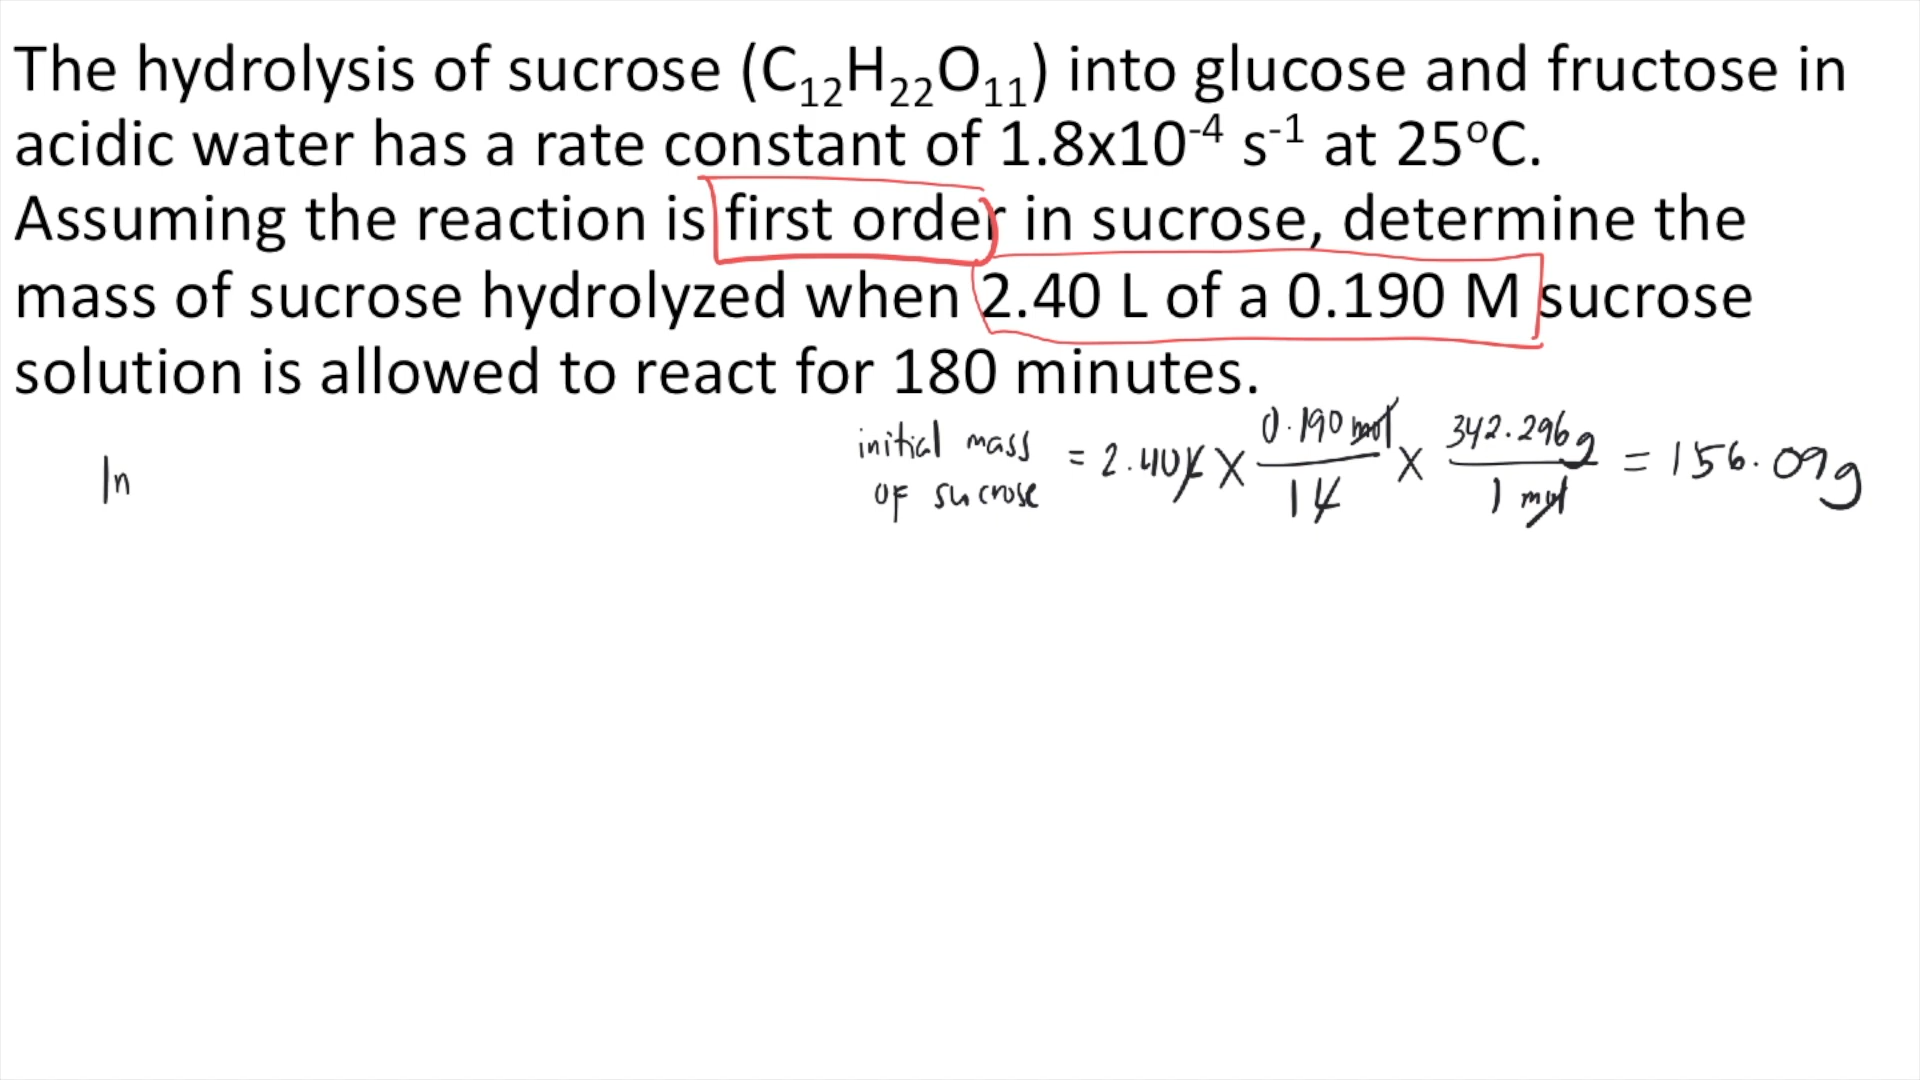 The hydrolysis of sucrose (C₁₂H₂₂O₁₁) into glucose and fructose in
acidic water has a rate constant of 1.8x10⁻⁴ s⁻¹ at 25ºC.
Assuming the reaction is first order in sucrose, determine the
mass of sucrose hydrolyzed when 2.40 L of a 0.190 M sucrose
solution is allowed to react for 180 minutes.
ln
initial mass of sucrose = 2.40L × 0.190 mol / 1L × 342.296g / 1 mol = 156.09g